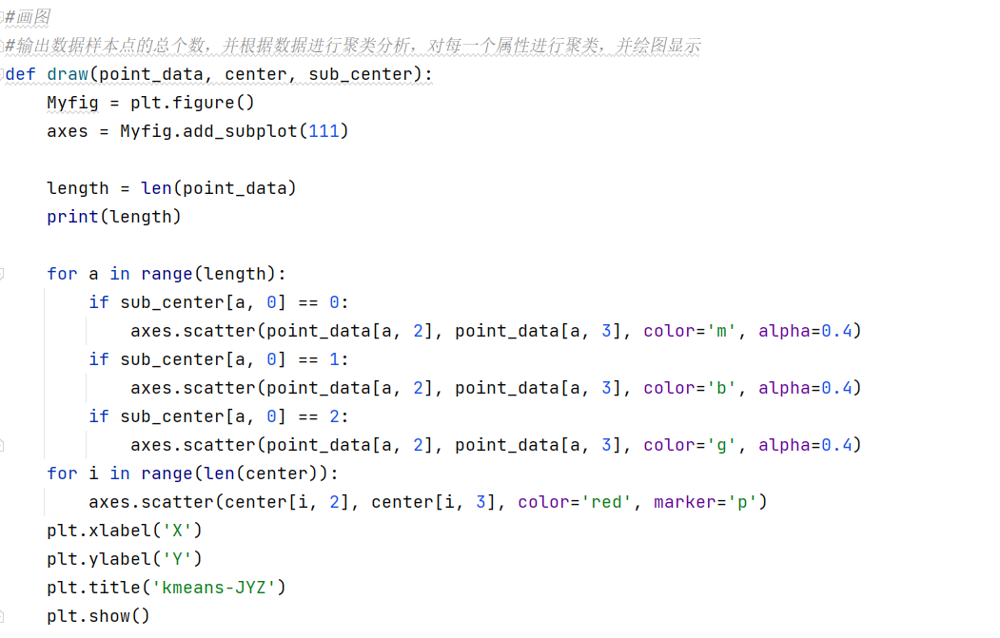 #画图
#输出数据样本点的总个数，并根据数据进行聚类分析，对每一个属性进行聚类，并绘图显示
def draw(point_data, center, sub_center):
    Myfig = plt.figure()
    axes = Myfig.add_subplot(111)

    length = len(point_data)
    print(length)

    for a in range(length):
        if sub_center[a, 0] == 0:
            axes.scatter(point_data[a, 2], point_data[a, 3], color='m', alpha=0.4)
        if sub_center[a, 0] == 1:
            axes.scatter(point_data[a, 2], point_data[a, 3], color='b', alpha=0.4)
        if sub_center[a, 0] == 2:
            axes.scatter(point_data[a, 2], point_data[a, 3], color='g', alpha=0.4)
    for i in range(len(center)):
        axes.scatter(center[i, 2], center[i, 3], color='red', marker='p')
    plt.xlabel('X')
    plt.ylabel('Y')
    plt.title('kmeans-JYZ')
    plt.show()